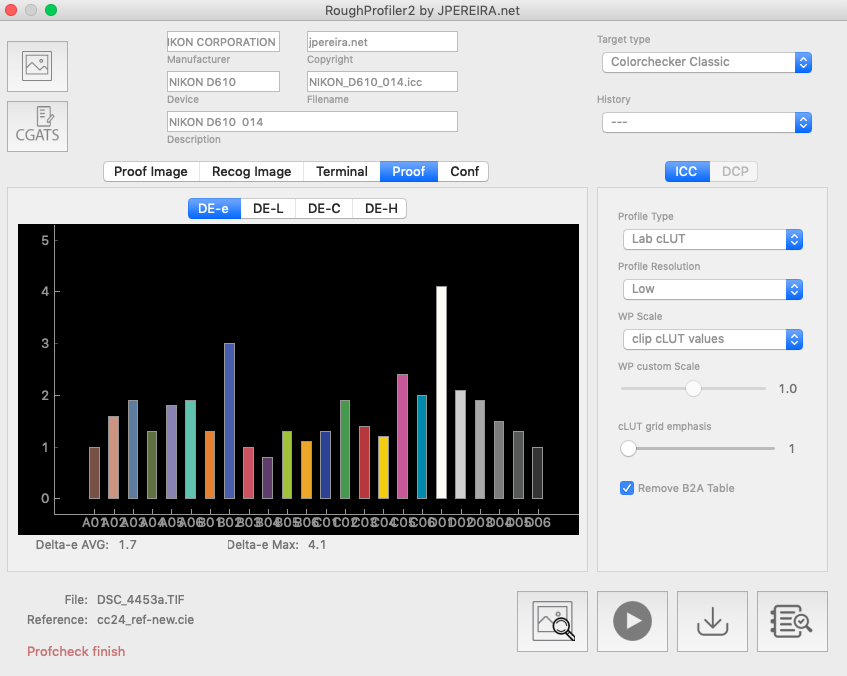 RoughProfiler2 by JPEREIRA.net
IKON CORPORATION
jpereira.net
Manufacturer
Copyright
NIKON D610
NIKON_D610_014.icc
Device
Filename
NIKON D610 014
Description
Target type
Colorchecker Classic
History
---
CGATS
Proof Image
Recog Image
Terminal
Proof
Conf
ICC
DCP
DE-e
DE-L
DE-C
DE-H
5
4
3
2
1
0
A01 A02 A03 A04 A05 A06 B01 B02 B03 B04 B05 B06 C01 C02 C03 C04 C05 C06 D01 D02 D03 D04 D05 D06
Delta-e AVG: 1.7
Delta-e Max: 4.1
Profile Type
Lab cLUT
Profile Resolution
Low
WP Scale
clip cLUT values
WP custom Scale
1.0
cLUT grid emphasis
1
Remove B2A Table
File: DSC_4453a.TIF
Reference: cc24_ref-new.cie
Profcheck finish